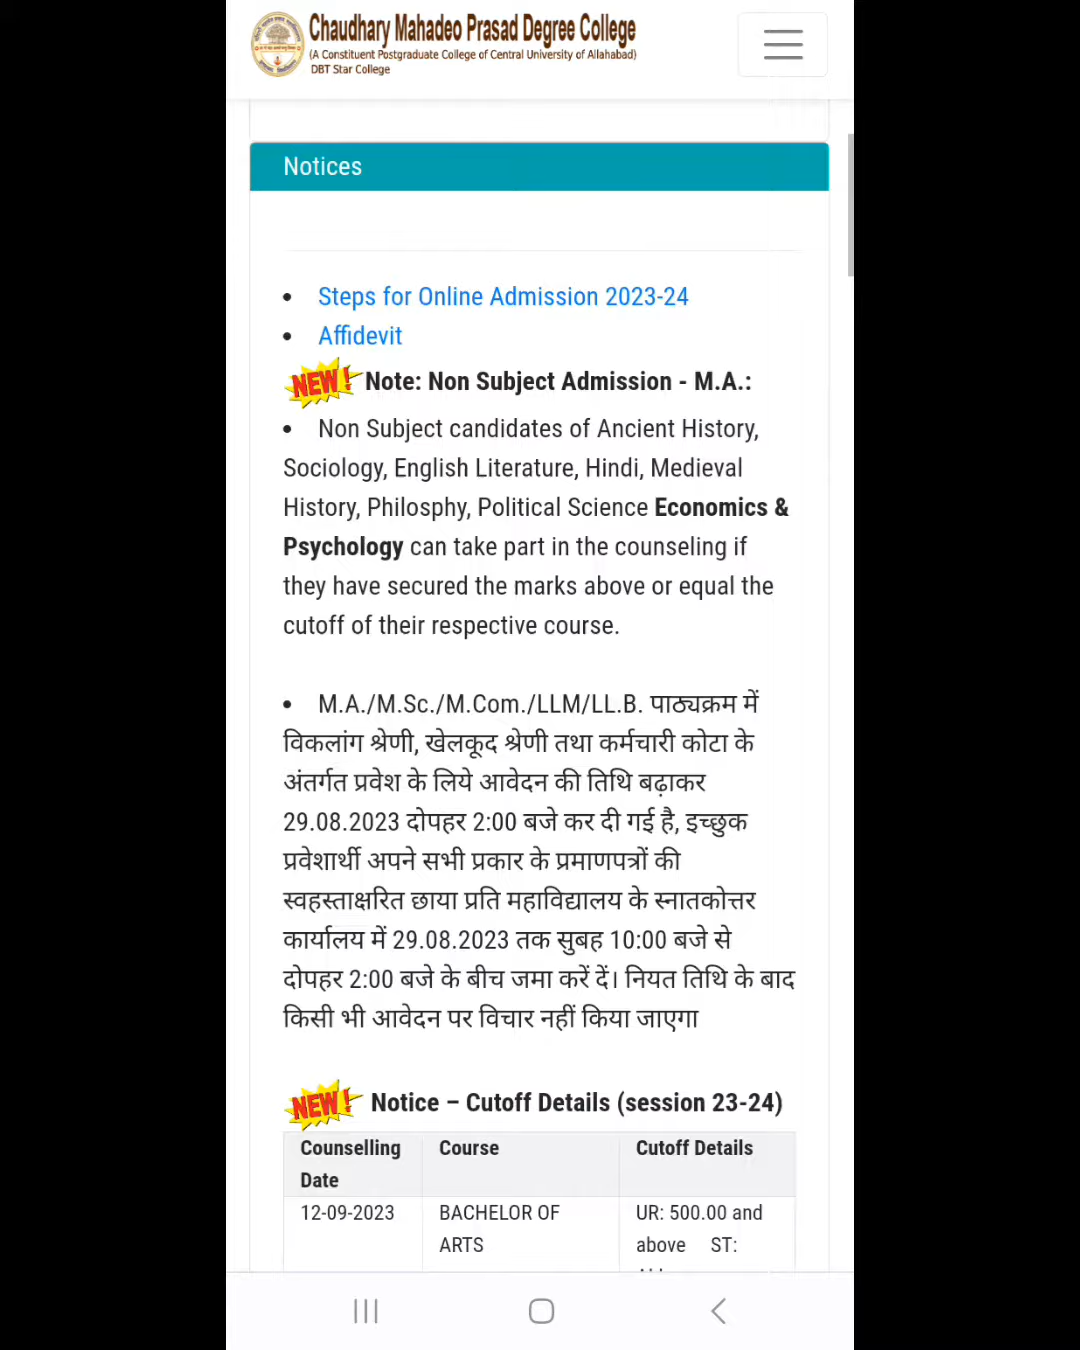 Chaudhary Mahadeo Prasad Degree College
(A Constituent Postgraduate College of Central University of Allahabad)
DBT Star College
Notices
Steps for Online Admission 2023-24
Affidevit
NEW! Note: Non Subject Admission - M.A.:
Non Subject candidates of Ancient History,
Sociology, English Literature, Hindi, Medieval
History, Philosphy, Political Science Economics &
Psychology can take part in the counseling if
they have secured the marks above or equal the
cutoff of their respective course.
M.A./M.Sc./M.Com./LLM/LL.B. पाठ्यक्रम में
विकलांग श्रेणी, खेलकूद श्रेणी तथा कर्मचारी कोटा के
अंतर्गत प्रवेश के लिये आवेदन की तिथि बढ़ाकर
29.08.2023 दोपहर 2:00 बजे कर दी गई है, इच्छुक
प्रवेशार्थी अपने सभी प्रकार के प्रमाणपत्रों की
स्वहस्ताक्षरित छाया प्रति महाविद्यालय के स्नातकोत्तर
कार्यालय में 29.08.2023 तक सुबह 10:00 बजे से
दोपहर 2:00 बजे के बीच जमा करें दें। नियत तिथि के बाद
किसी भी आवेदन पर विचार नहीं किया जाएगा
NEW! Notice – Cutoff Details (session 23-24)
Counselling Date Course Cutoff Details
12-09-2023 BACHELOR OF ARTS UR: 500.00 and above ST: